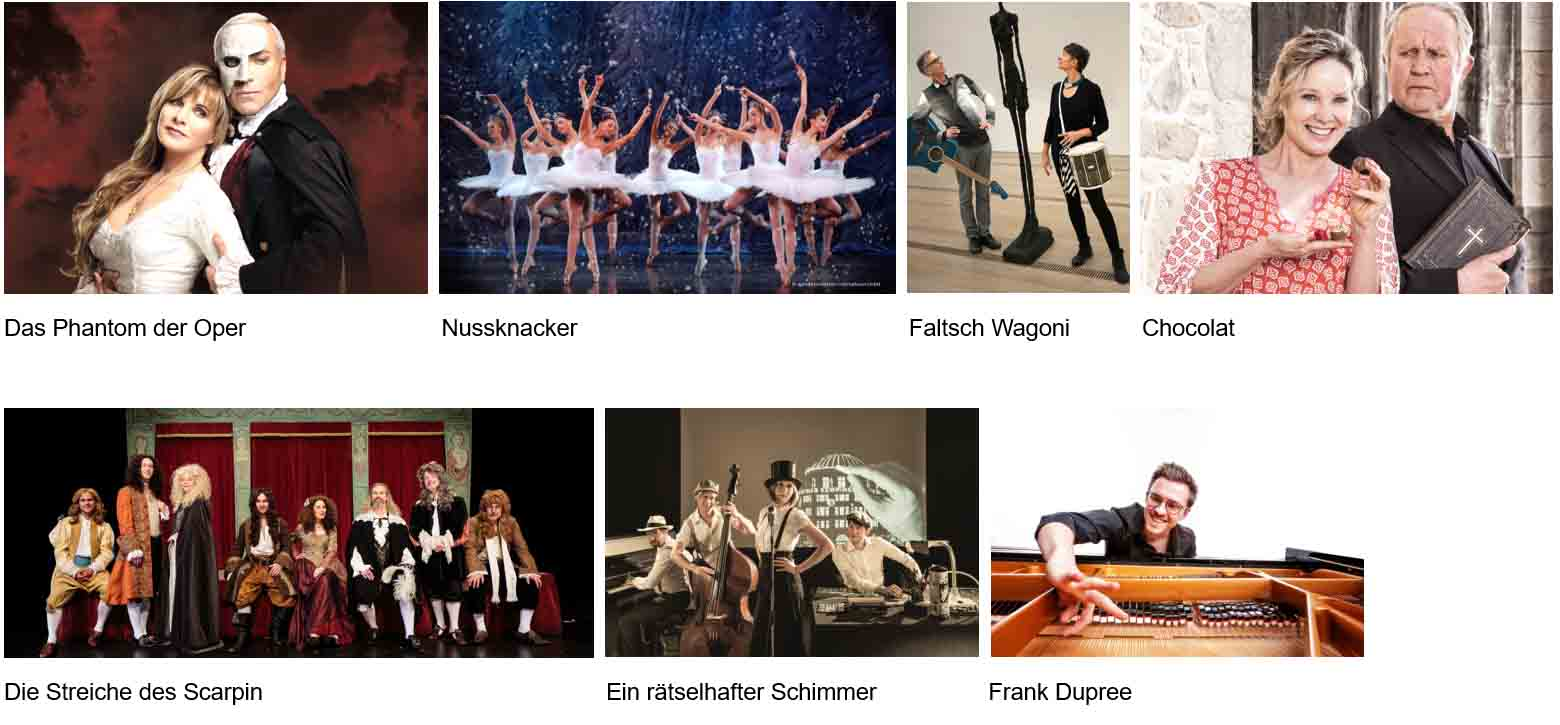 Das Phantom der Oper
Nussknacker
Faltsch Wagoni
Chocolat
Die Streiche des Scarpin
Ein rätselhafter Schimmer
Frank Dupree